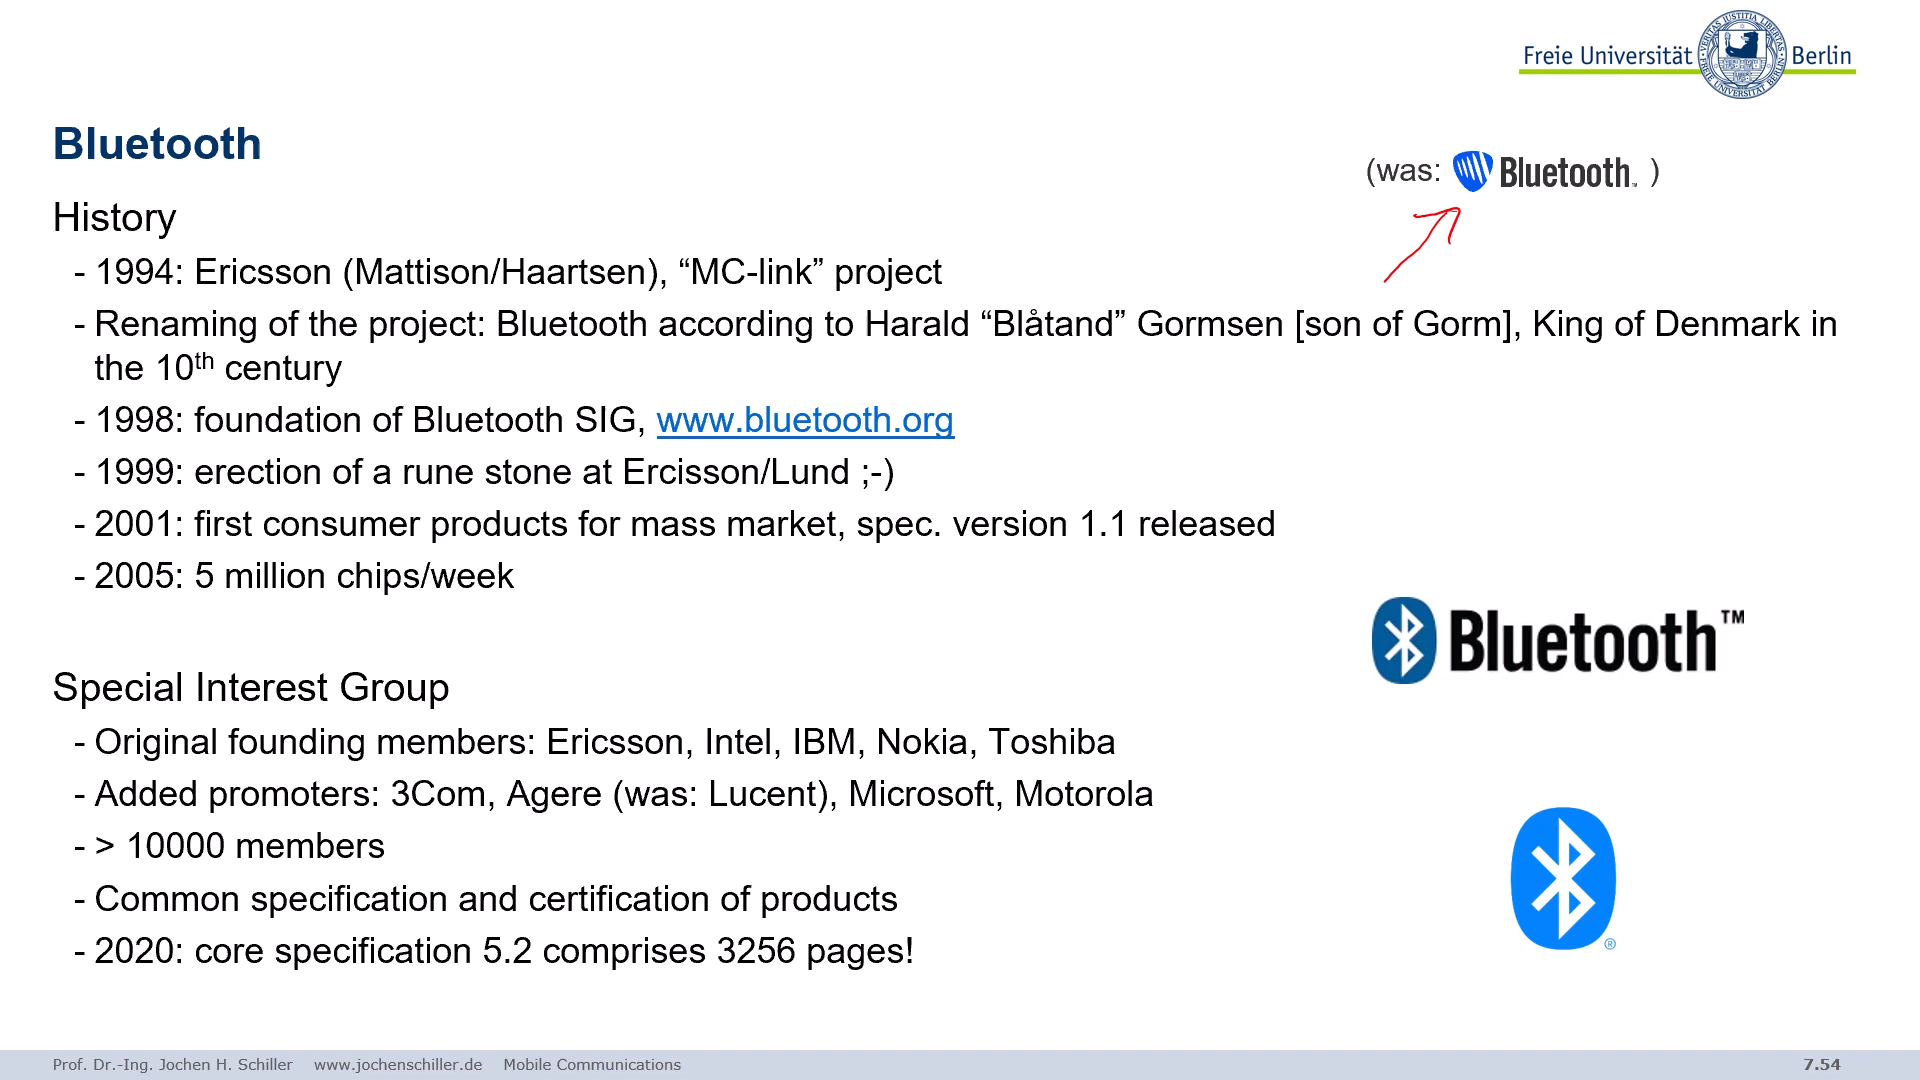 Freie Universität Berlin
Bluetooth
(was: Bluetooth™ )
History
- 1994: Ericsson (Mattison/Haartsen), “MC-link” project
- Renaming of the project: Bluetooth according to Harald “Blåtand” Gormsen [son of Gorm], King of Denmark in
the 10th century
- 1998: foundation of Bluetooth SIG, www.bluetooth.org
- 1999: erection of a rune stone at Ercisson/Lund ;-)
- 2001: first consumer products for mass market, spec. version 1.1 released
- 2005: 5 million chips/week
Bluetooth™
Special Interest Group
- Original founding members: Ericsson, Intel, IBM, Nokia, Toshiba
- Added promoters: 3Com, Agere (was: Lucent), Microsoft, Motorola
- > 10000 members
- Common specification and certification of products
- 2020: core specification 5.2 comprises 3256 pages!
®
Prof. Dr.-Ing. Jochen H. Schiller www.jochenschiller.de Mobile Communications 7.54